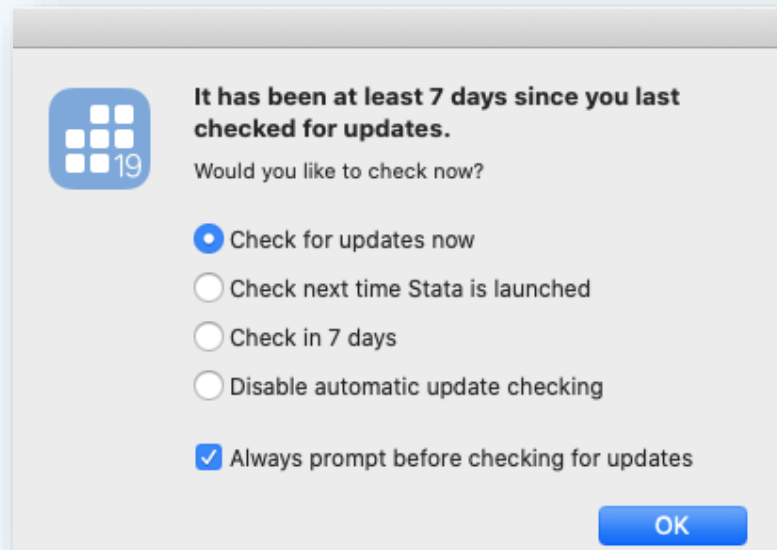 It has been at least 7 days since you last
checked for updates.
19
Would you like to check now?
Check for updates now
Check next time Stata is launched
Check in 7 days
Disable automatic update checking
Always prompt before checking for updates
OK